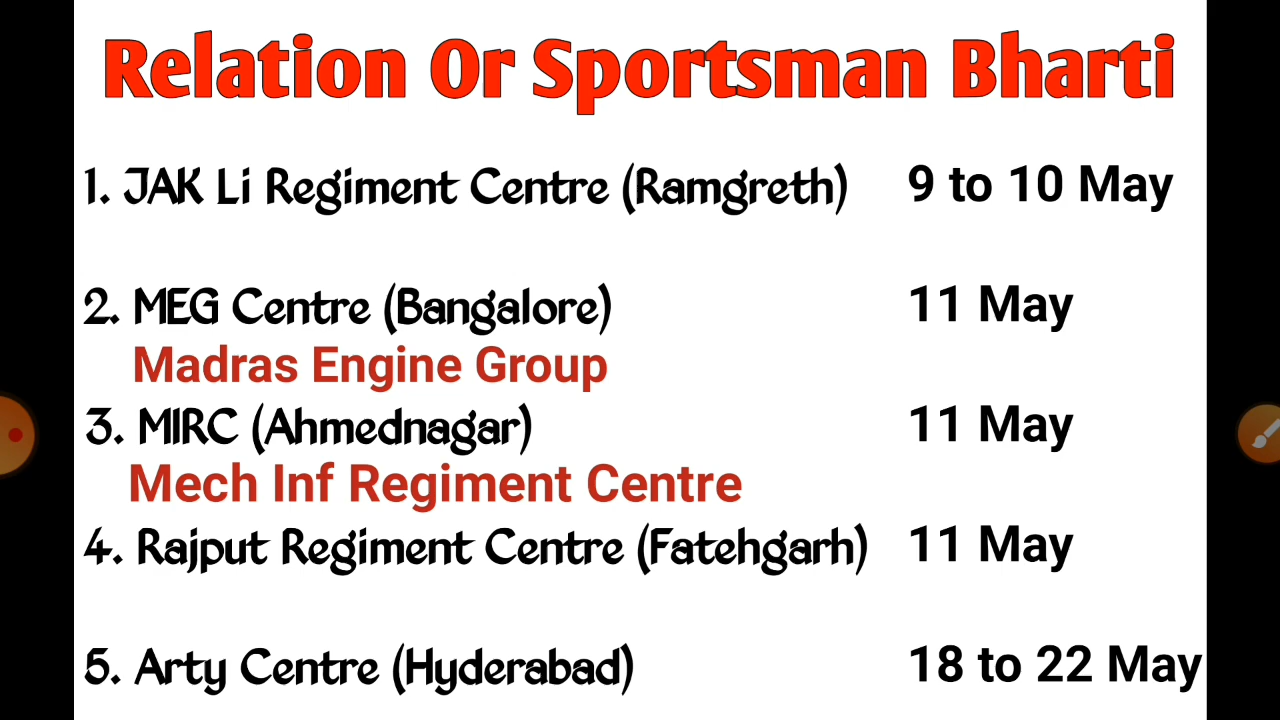 Relation Or Sportsman Bharti
1. JAK Li Regiment Centre (Ramgreth) 9 to 10 May
2. MEG Centre (Bangalore) 11 May
Madras Engine Group
3. MIRC (Ahmednagar) 11 May
Mech Inf Regiment Centre
4. Rajput Regiment Centre (Fatehgarh) 11 May
5. Arty Centre (Hyderabad) 18 to 22 May